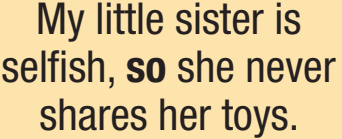 My little sister is
selfish, so she never
shares her toys.